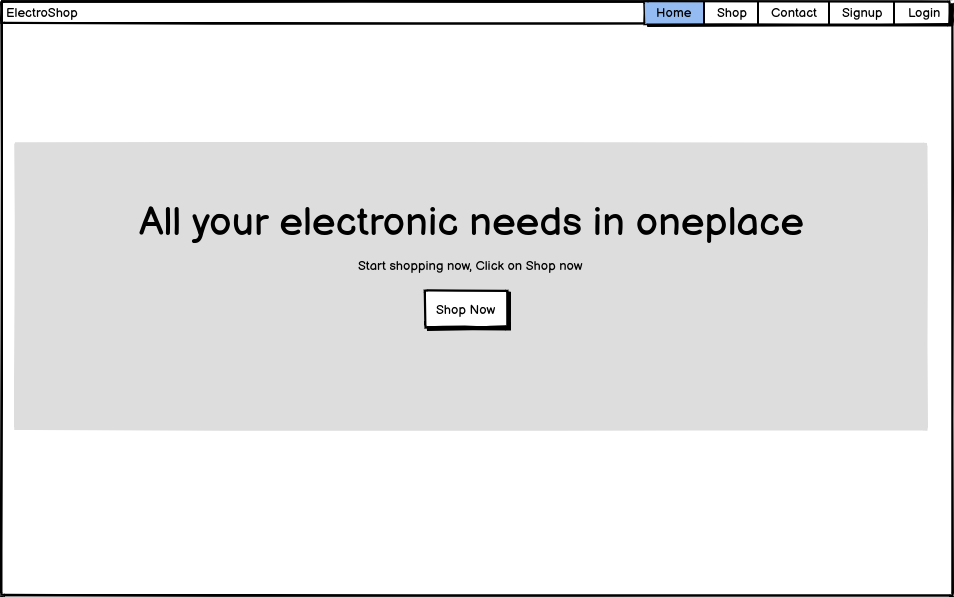 ElectroShop
Home Shop Contact Signup Login
All your electronic needs in oneplace
Start shopping now, Click on Shop now
Shop Now